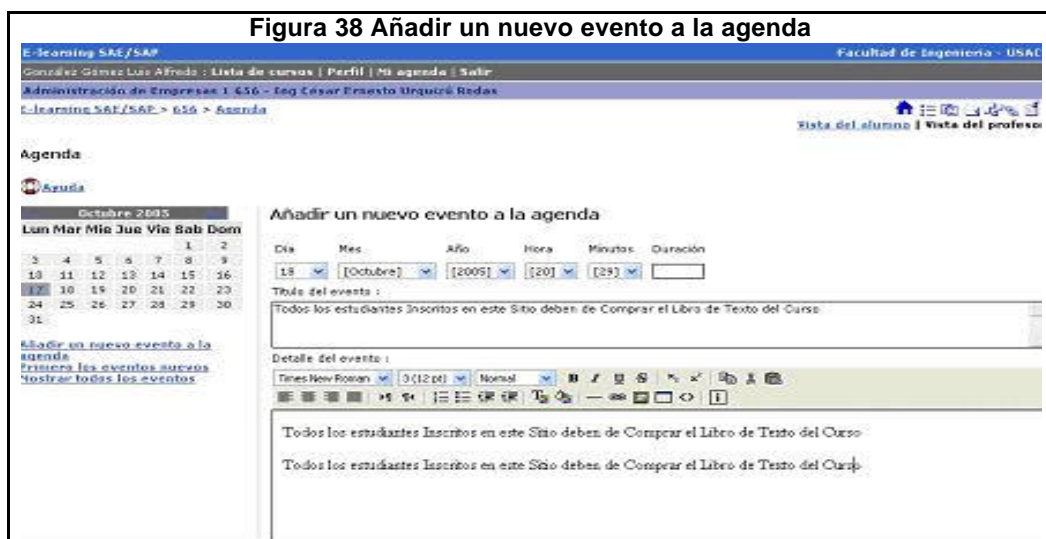 Figura 38 Añadir un nuevo evento a la agenda
E-learning SAE/SAP Facultad de Ingeniería - USAC
González Gómez Luis Alfredo : Lista de cursos | Perfil | Mi agenda | Salir
Administración de Empresas 1 656 - Ing César Ernesto Urquizú Rodas
E-learning SAE/SAP > 656 > Agenda
Vista del alumno | Vista del profesor
Agenda
Ayuda
Octubre 2005
Lun Mar Mie Jue Vie Sab Dom
1 2
3 4 5 6 7 8 9
10 11 12 13 14 15 16
17 18 19 20 21 22 23
24 25 26 27 28 29 30
31
Añadir un nuevo evento a la
agenda
Primero los eventos nuevos
Mostrar todos los eventos
Añadir un nuevo evento a la agenda
Día Mes Año Hora Minutos Duración
18 [Octubre] [2005] [20] [29]
Título del evento :
Todos los estudiantes Inscritos en este Sitio deben de Comprar el Libro de Texto del Curso
Detalle del evento :
Times New Roman 3 (12 pt) Normal B I U S
Todos los estudiantes Inscritos en este Sitio deben de Comprar el Libro de Texto del Curso
Todos los estudiantes Inscritos en este Sitio deben de Comprar el Libro de Texto del Curso